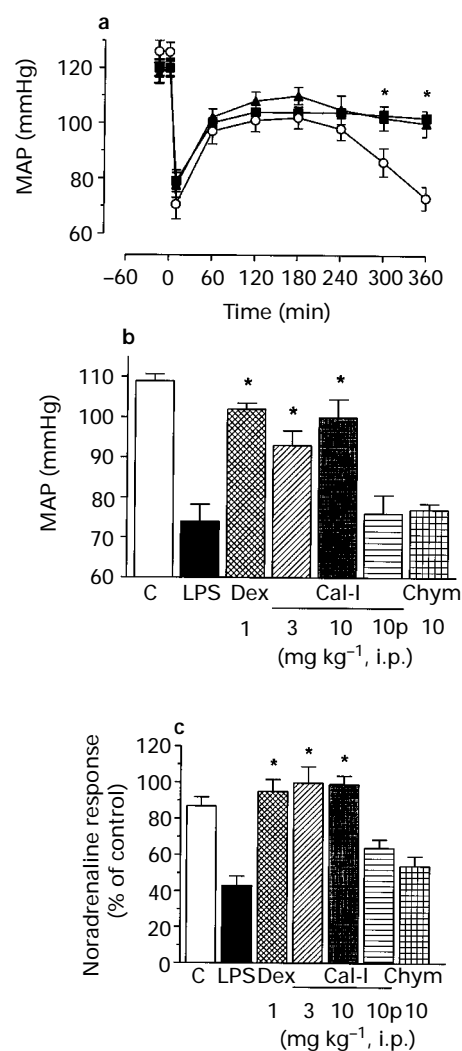 a
120
100
80
60
MAP (mmHg)
* *
−60 0 60 120 180 240 300 360
Time (min)
b
110
100
90
80
70
60
MAP (mmHg)
* * *
C LPS Dex Cal-I Chym
1 3 10 10p 10
(mg kg⁻¹, i.p.)
c
120
100
80
60
40
20
0
Noradrenaline response
(% of control)
* * *
C LPS Dex Cal-I Chym
1 3 10 10p 10
(mg kg⁻¹, i.p.)